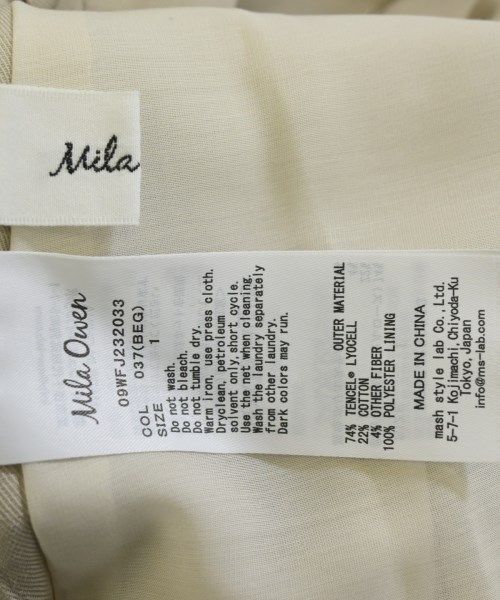 Mila
Mila Owen
09WFJ232033
COL 037(BEG)
SIZE 1
Do not wash.
Do not bleach.
Do not tumble dry.
Warm iron, use press cloth.
Dryclean, petroleum
solvent only, short cycle.
Use the net when cleaning.
Wash the laundry separately
from other laundry.
Dark colors may run.
OUTER MATERIAL
74% TENCEL® LYOCELL
22% COTTON
4% OTHER FIBER
100% POLYESTER LINING
MADE IN CHINA
mash style lab Co., Ltd.
5-7-1 Kojimachi, Chiyoda-Ku
Tokyo, Japan
info@ms-lab.com